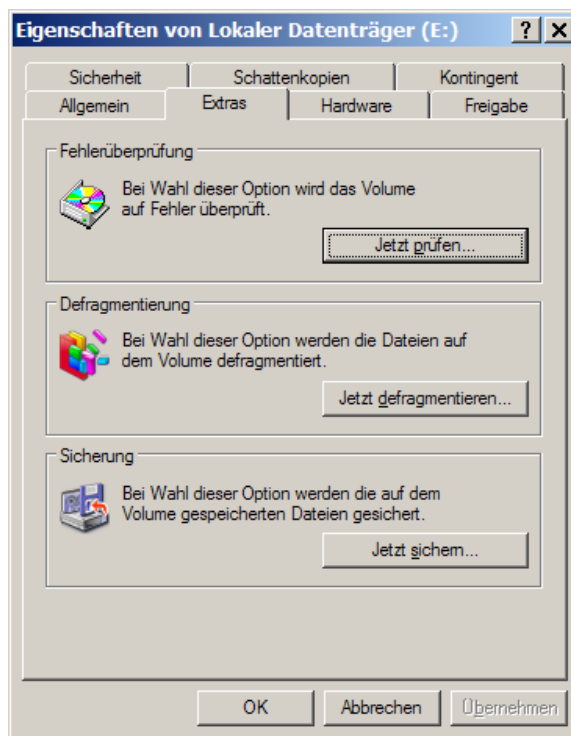 Eigenschaften von Lokaler Datenträger (E:)
Sicherheit Schattenkopien Kontingent
Allgemein Extras Hardware Freigabe
Fehlerüberprüfung
Bei Wahl dieser Option wird das Volume
auf Fehler überprüft.
Jetzt prüfen...
Defragmentierung
Bei Wahl dieser Option werden die Dateien auf
dem Volume defragmentiert.
Jetzt defragmentieren...
Sicherung
Bei Wahl dieser Option werden die auf dem
Volume gespeicherten Dateien gesichert.
Jetzt sichern...
OK Abbrechen Übernehmen